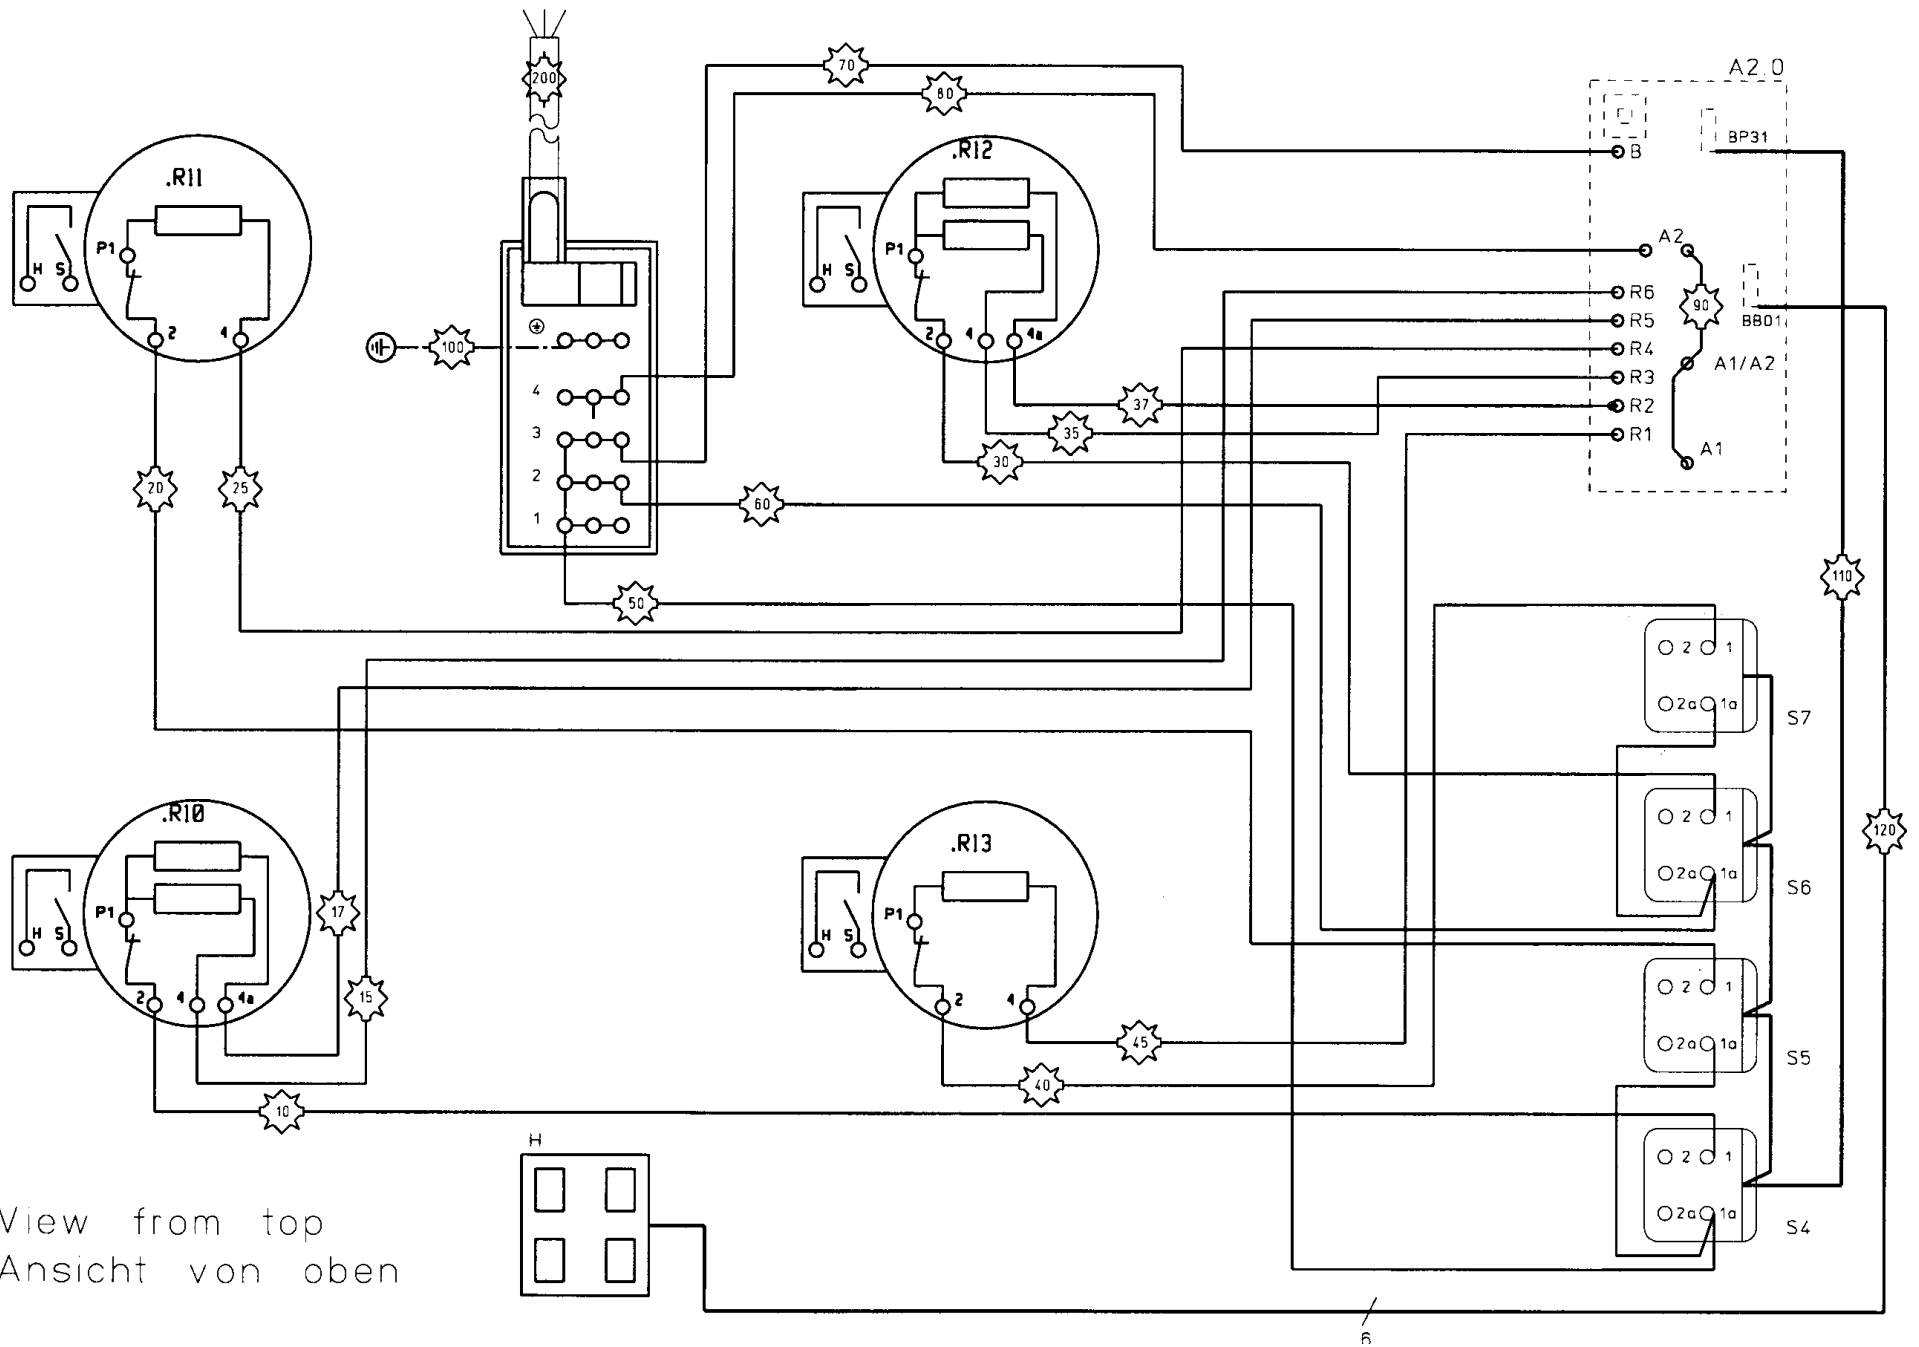 200
70
80
A2.0
BP31
B
.R11
.R12
P1
H S
2
4
P1
H S
2
4
4a
A2
R6
R5
R4
R3
R2
R1
90
BB01
A1/A2
A1
100
4
3
2
1
37
35
30
20
25
60
50
110
2 1
2a 1a
S7
2 1
2a 1a
S6
120
.R10
.R13
P1
H S
2
4
4a
17
15
P1
H S
2
4
2 1
2a 1a
S5
45
40
10
H
2 1
2a 1a
S4
View from top
Ansicht von oben
6